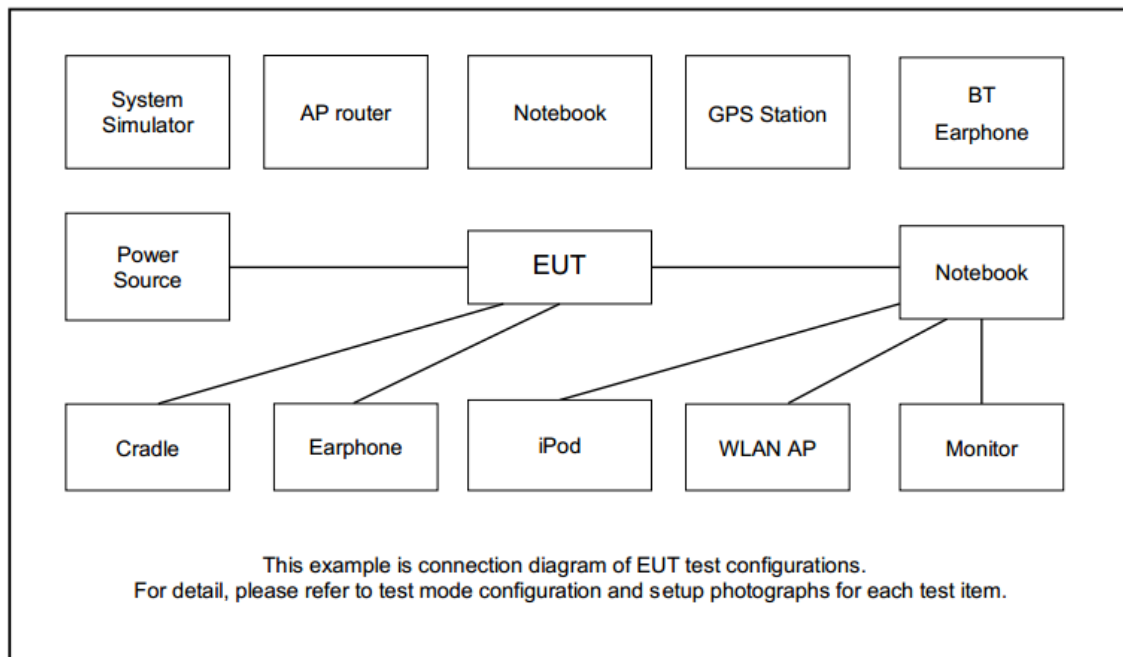 System
Simulator
AP router
Notebook
GPS Station
BT
Earphone
Power
Source
EUT
Notebook
Cradle
Earphone
iPod
WLAN AP
Monitor
This example is connection diagram of EUT test configurations.
For detail, please refer to test mode configuration and setup photographs for each test item.